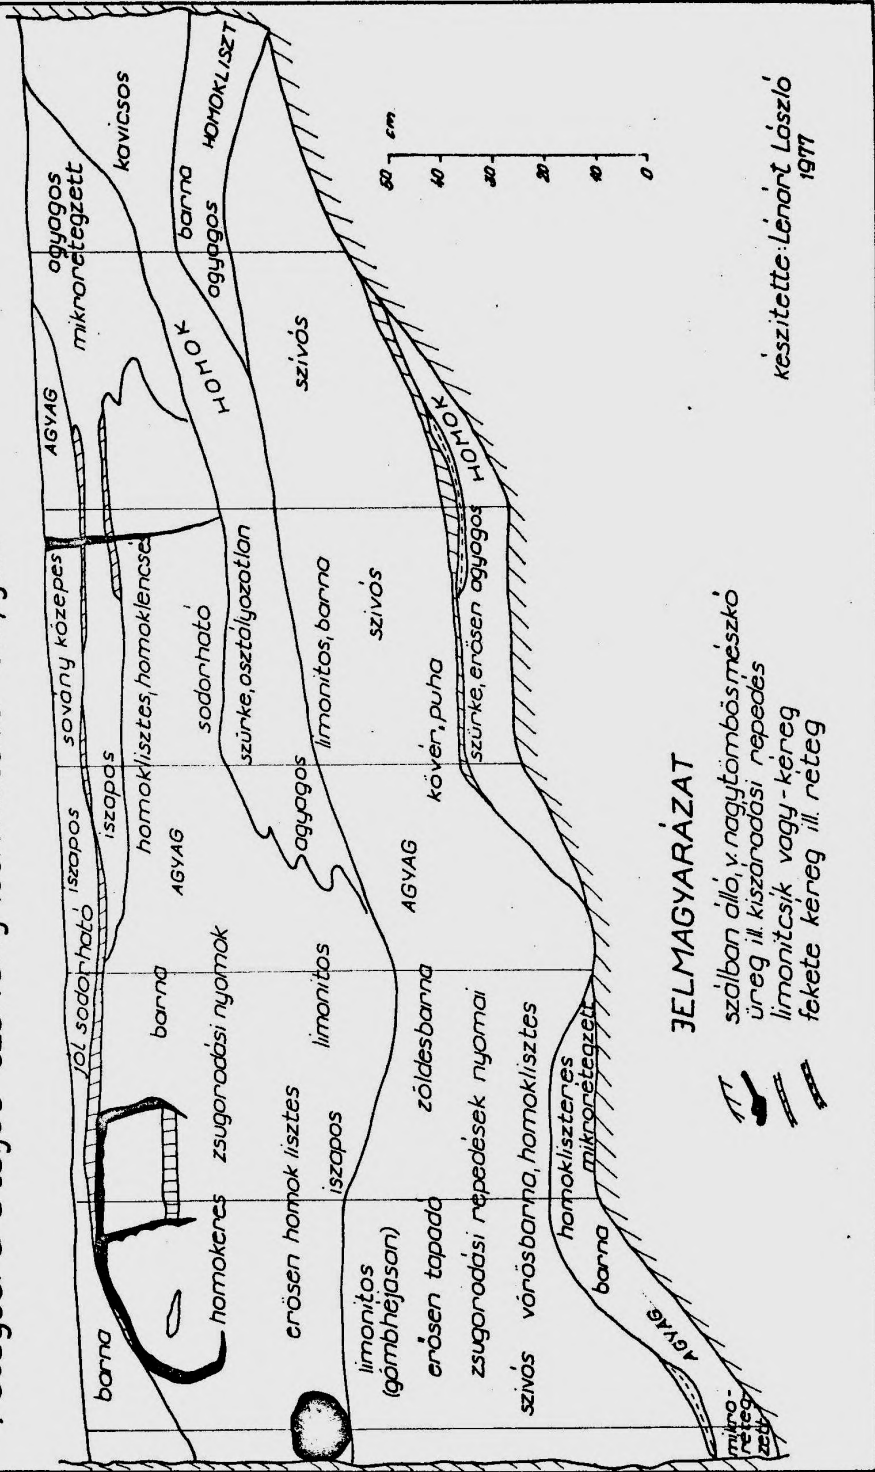 AGYAG
agyagos
mikrorétegzett
kavicsos
barna
HOMOKLISZT
agyagos
HOMOK
szívós
sovány közepes
iszapos
jól sodorható
iszapos
homoklisztes, homoklencsés
AGYAG
sodorható
szürke, osztályozatlan
agyagos
limonitos, barna
szívós
AGYAG
kövér, puha
szürke, erősen agyagos
HOMOK
barna
barna
homokeres
zsugorodási nyomok
erősen homok lisztes
iszapos
limonitos
limonitos
(gömbhéjasan)
erősen tapadó
zöldesbarna
zsugorodási repedések nyomai
szívós
vörösbarna, homoklisztes
homokliszteres
mikrorétegzett
barna
AGYAG
mikro-
réteg
zett
50 cm
40
30
20
10
0
JELMAGYARÁZAT
szálban álló, v. nagytömbös mészkő
üreg ill. kiszáradási repedés
limonitcsík vagy-kéreg
fekete kéreg ill. réteg
készítette: Lénárt László
1977